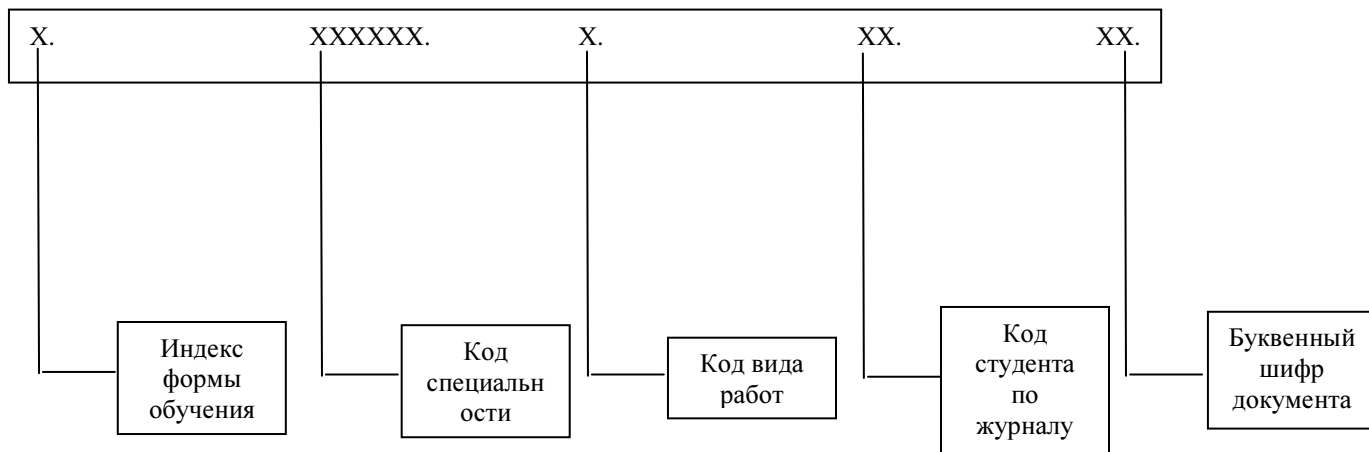 X. XXXXXX. X. XX. XX.
Индекс
формы
обучения
Код
специальн
ости
Код вида
работ
Код
студента
по
журналу
Буквенный
шифр
документа